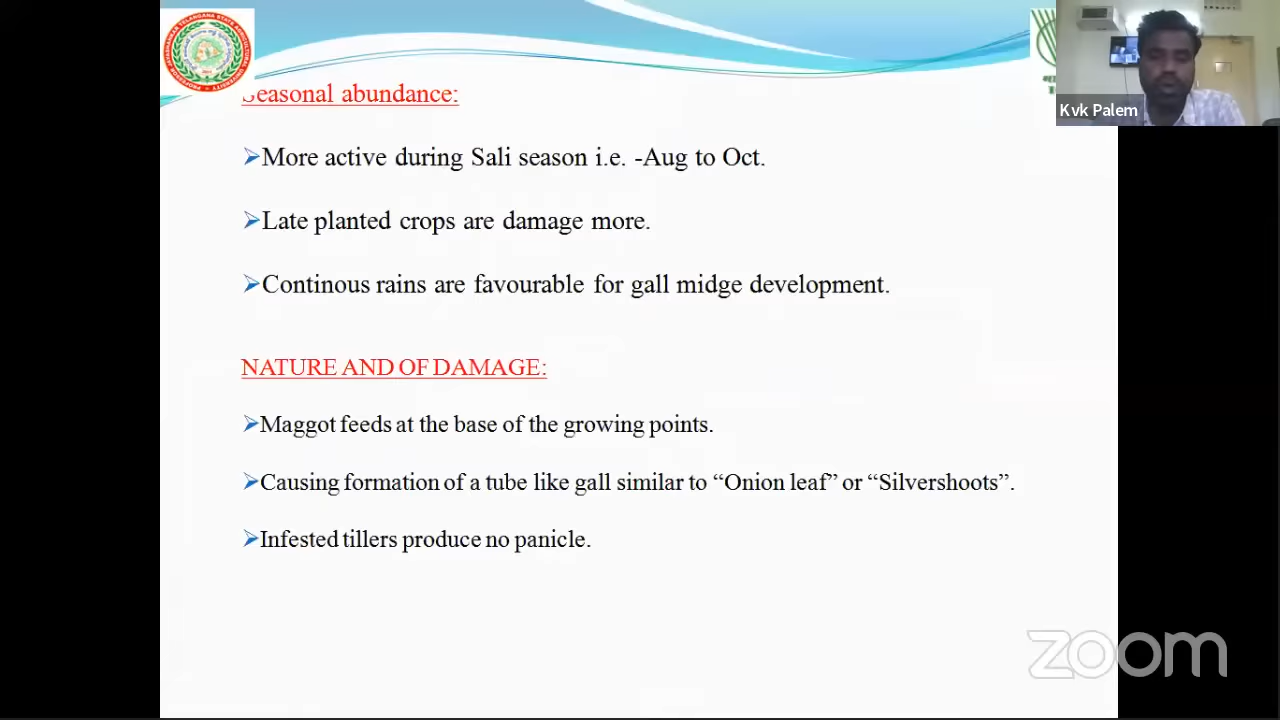 Seasonal abundance:
Kvk Palem
➢More active during Sali season i.e. -Aug to Oct.
➢Late planted crops are damage more.
➢Continous rains are favourable for gall midge development.
NATURE AND OF DAMAGE:
➢Maggot feeds at the base of the growing points.
➢Causing formation of a tube like gall similar to “Onion leaf” or “Silvershoots”.
➢Infested tillers produce no panicle.
zoom